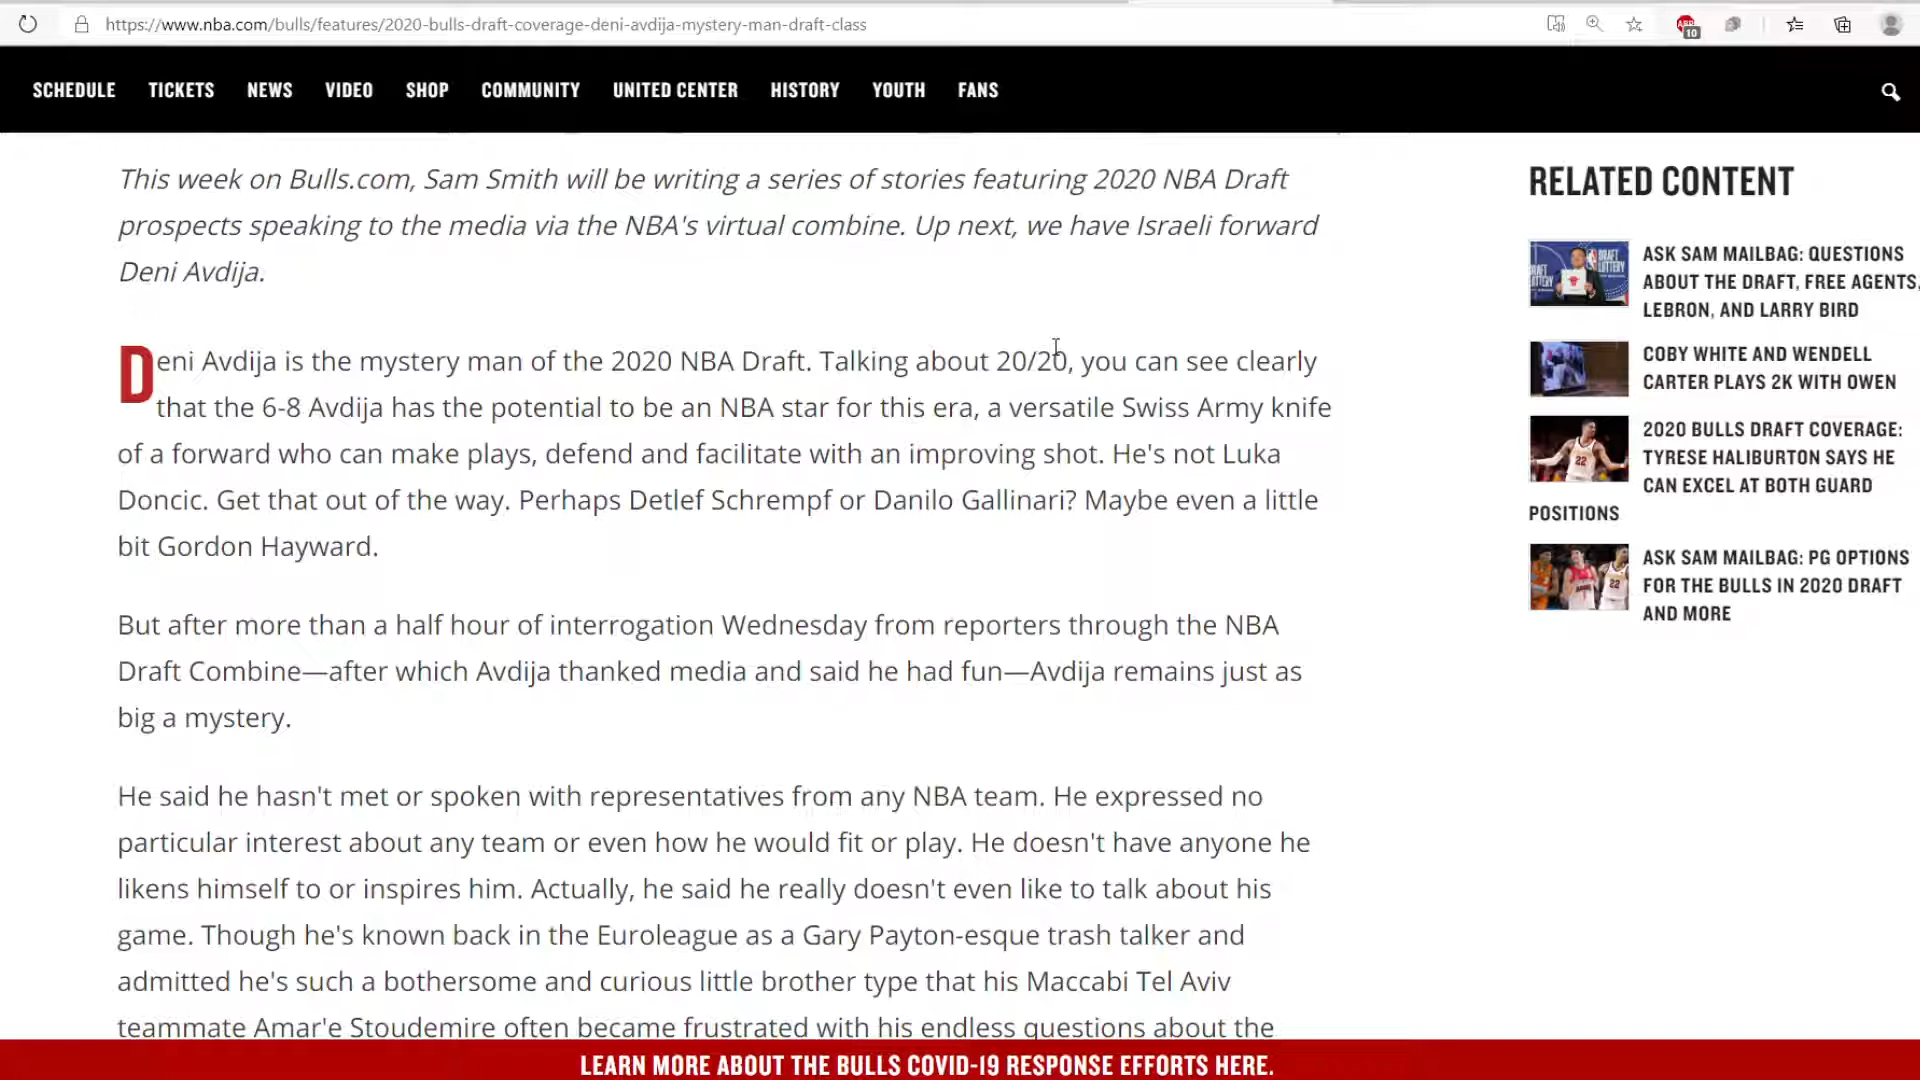 https://www.nba.com/bulls/features/2020-bulls-draft-coverage-deni-avdija-mystery-man-draft-class
10
SCHEDULE TICKETS NEWS VIDEO SHOP COMMUNITY UNITED CENTER HISTORY YOUTH FANS
This week on Bulls.com, Sam Smith will be writing a series of stories featuring 2020 NBA Draft
prospects speaking to the media via the NBA's virtual combine. Up next, we have Israeli forward
Deni Avdija.
Deni Avdija is the mystery man of the 2020 NBA Draft. Talking about 20/20, you can see clearly
that the 6-8 Avdija has the potential to be an NBA star for this era, a versatile Swiss Army knife
of a forward who can make plays, defend and facilitate with an improving shot. He's not Luka
Doncic. Get that out of the way. Perhaps Detlef Schrempf or Danilo Gallinari? Maybe even a little
bit Gordon Hayward.
But after more than a half hour of interrogation Wednesday from reporters through the NBA
Draft Combine—after which Avdija thanked media and said he had fun—Avdija remains just as
big a mystery.
He said he hasn't met or spoken with representatives from any NBA team. He expressed no
particular interest about any team or even how he would fit or play. He doesn't have anyone he
likens himself to or inspires him. Actually, he said he really doesn't even like to talk about his
game. Though he's known back in the Euroleague as a Gary Payton-esque trash talker and
admitted he's such a bothersome and curious little brother type that his Maccabi Tel Aviv
teammate Amar'e Stoudemire often became frustrated with his endless questions about the
RELATED CONTENT
ASK SAM MAILBAG: QUESTIONS
ABOUT THE DRAFT, FREE AGENTS,
LEBRON, AND LARRY BIRD
COBY WHITE AND WENDELL
CARTER PLAYS 2K WITH OWEN
2020 BULLS DRAFT COVERAGE:
TYRESE HALIBURTON SAYS HE
CAN EXCEL AT BOTH GUARD
POSITIONS
ASK SAM MAILBAG: PG OPTIONS
FOR THE BULLS IN 2020 DRAFT
AND MORE
LEARN MORE ABOUT THE BULLS COVID-19 RESPONSE EFFORTS HERE.